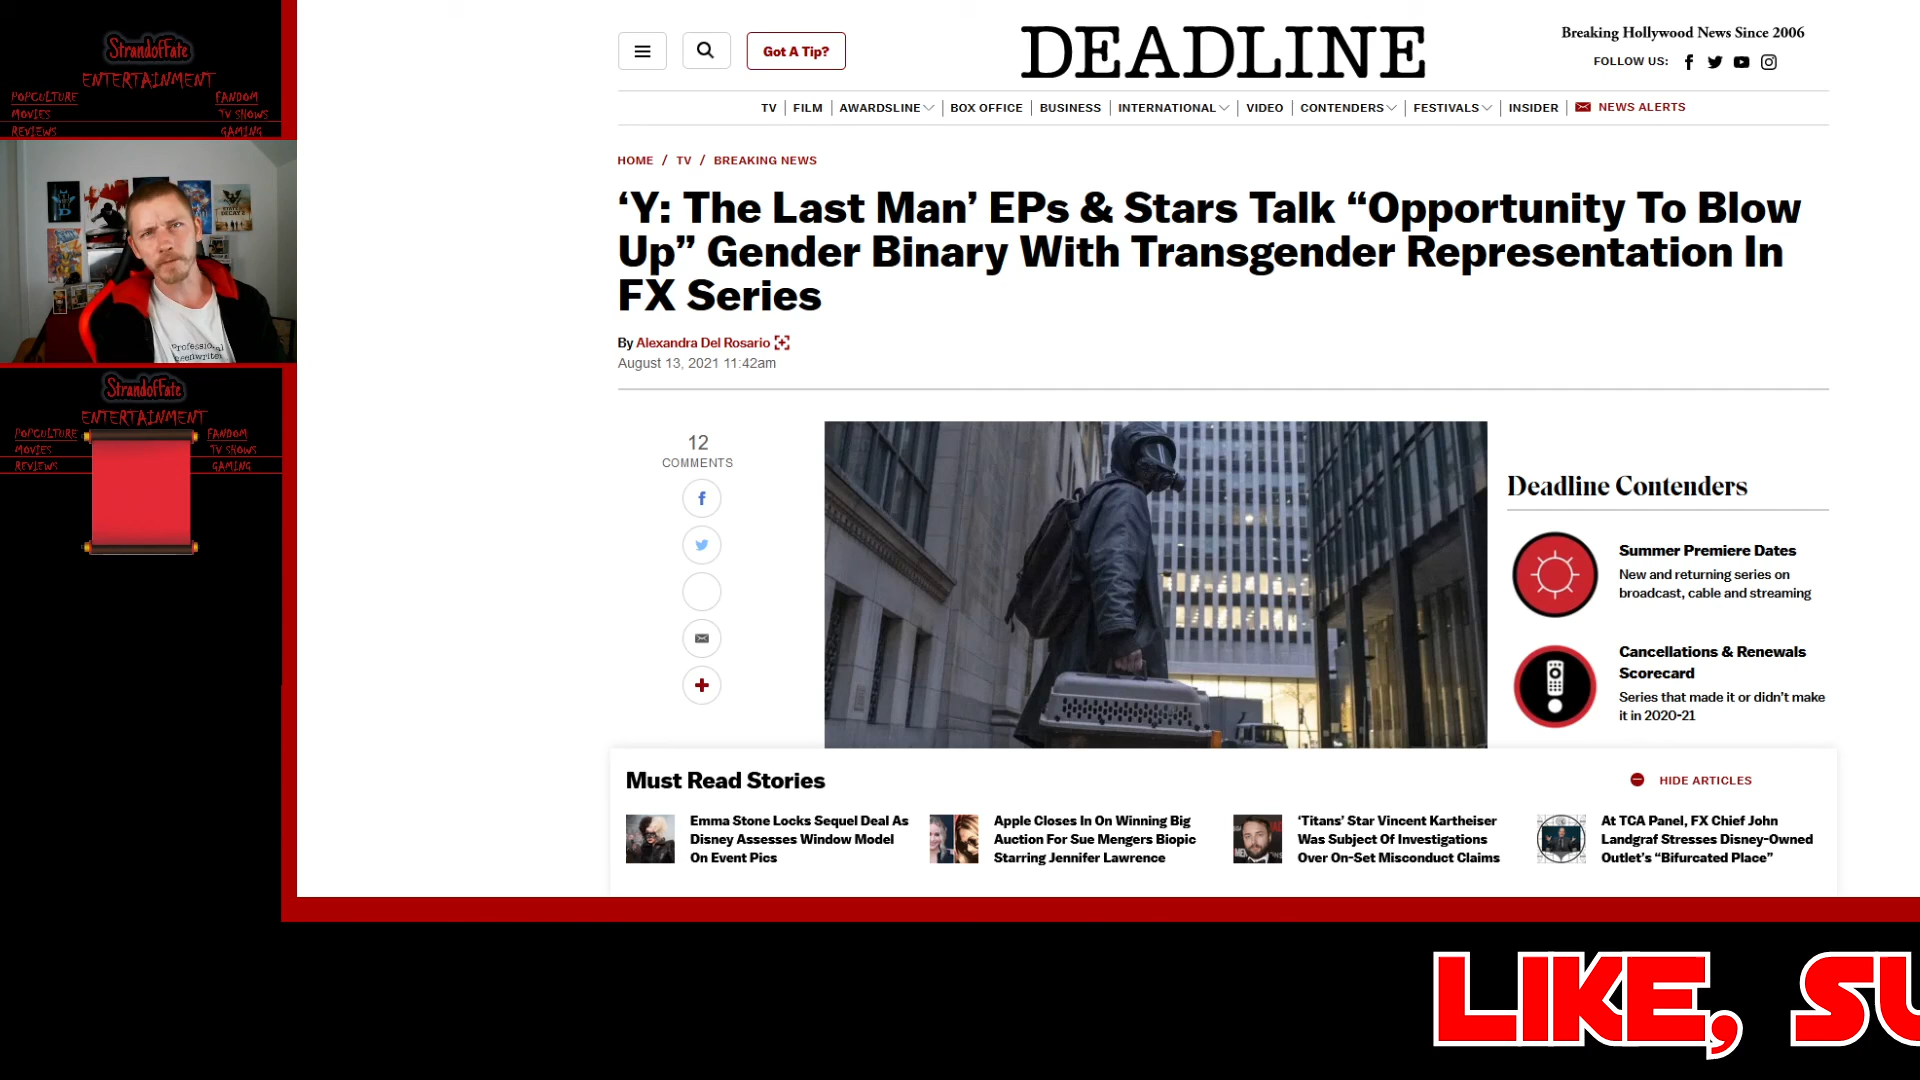 StrandofFate
ENTERTAINMENT
POPCULTURE
FANDOM
MOVIES
TV SHOWS
REVIEWS
GAMING
StrandofFate
ENTERTAINMENT
POPCULTURE
FANDOM
MOVIES
TV SHOWS
REVIEWS
GAMING
Got A Tip?
DEADLINE
Breaking Hollywood News Since 2006
FOLLOW US:
TV FILM AWARDSLINE BOX OFFICE BUSINESS INTERNATIONAL VIDEO CONTENDERS FESTIVALS INSIDER NEWS ALERTS
HOME / TV / BREAKING NEWS
‘Y: The Last Man’ EPs & Stars Talk “Opportunity To Blow
Up” Gender Binary With Transgender Representation In
FX Series
By Alexandra Del Rosario
August 13, 2021 11:42am
12
COMMENTS
Deadline Contenders
Summer Premiere Dates
New and returning series on
broadcast, cable and streaming
Cancellations & Renewals
Scorecard
Series that made it or didn’t make
it in 2020-21
Must Read Stories
HIDE ARTICLES
Emma Stone Locks Sequel Deal As
Disney Assesses Window Model
On Event Pics
Apple Closes In On Winning Big
Auction For Sue Mengers Biopic
Starring Jennifer Lawrence
‘Titans’ Star Vincent Kartheiser
Was Subject Of Investigations
Over On-Set Misconduct Claims
At TCA Panel, FX Chief John
Landgraf Stresses Disney-Owned
Outlet’s “Bifurcated Place”
LIKE, SU